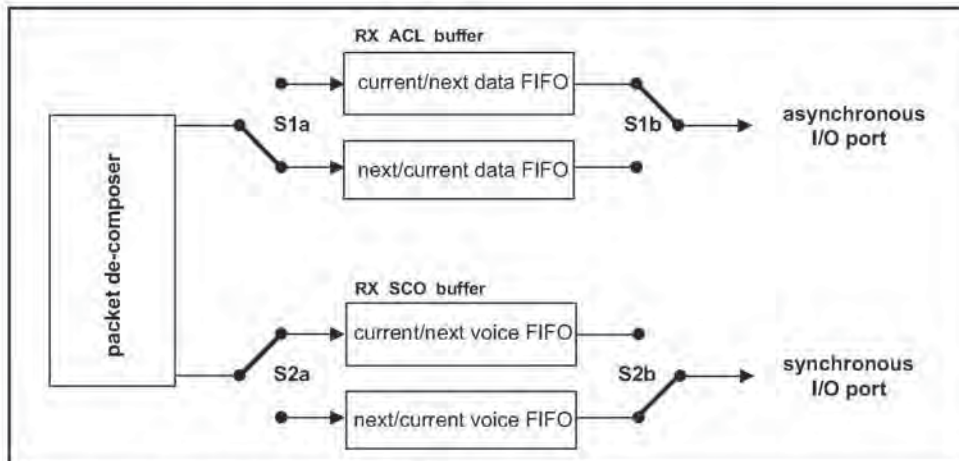 RX ACL buffer
current/next data FIFO
S1a
S1b
asynchronous
I/O port
next/current data FIFO
packet de-composer
RX SCO buffer
current/next voice FIFO
S2a
S2b
synchronous
I/O port
next/current voice FIFO